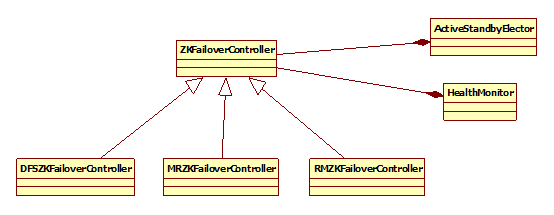 ActiveStandbyElector
ZKFailoverController
HealthMonitor
DFSZKFailoverController
MRZKFailoverController
RMZKFailoverController